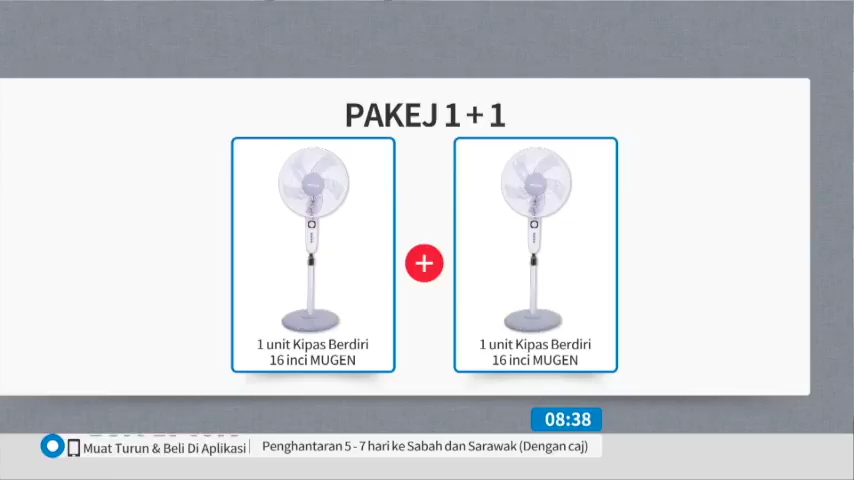 PAKEJ 1 + 1
1 unit Kipas Berdiri
16 inci MUGEN
1 unit Kipas Berdiri
16 inci MUGEN
08:38
Muat Turun & Beli Di Aplikasi
Penghantaran 5 - 7 hari ke Sabah dan Sarawak (Dengan caj)